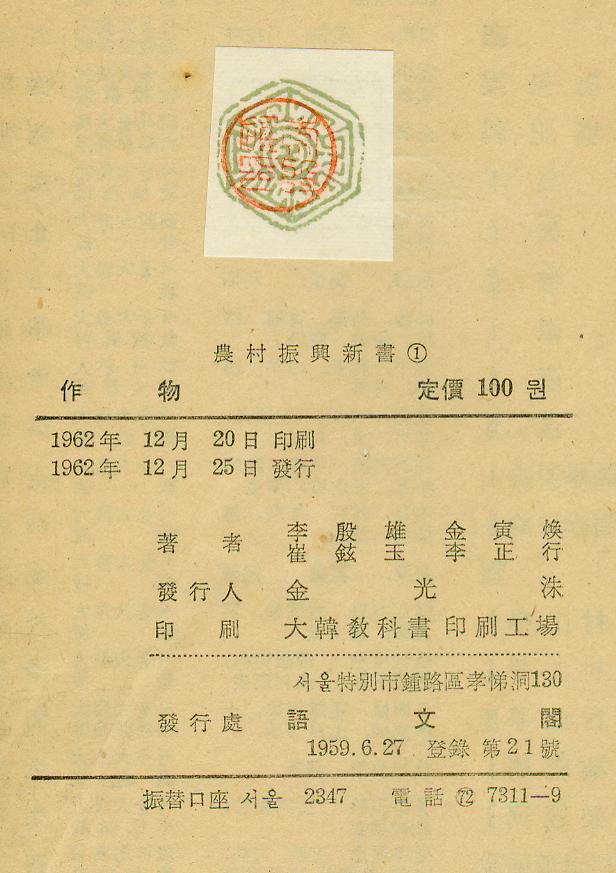 農村振興新書①
作 物 定價 100 원
1962年 12月 20日 印刷
1962年 12月 25日 發行
著 者 李殷雄 金寅煥
崔鉉玉 李正行
發行人 金光洙
印 刷 大韓敎科書印刷工場
서울特別市鍾路區孝悌洞130
發行處 語文閣
1959.6.27 登錄 第21號
振替口座 서울 2347 電話 ㊆ 7311—9